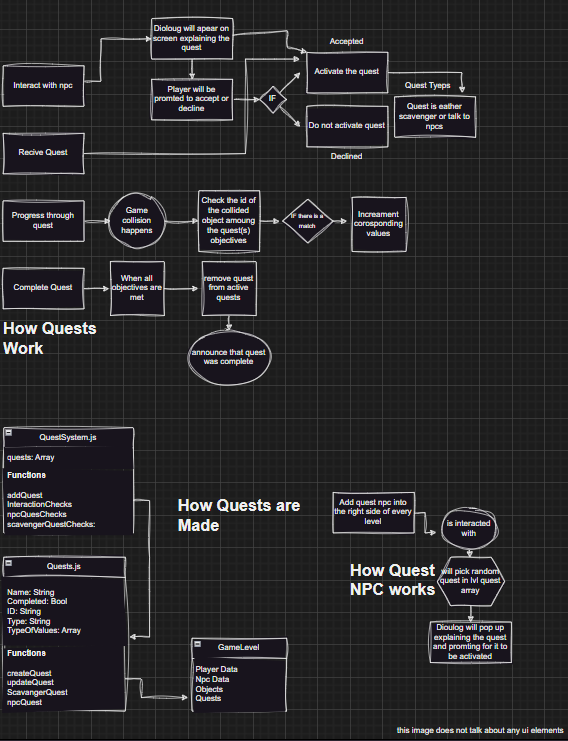 Dioloug will apear on
screen explaining the
quest
Accepted
Interact with npc
Player will be
promted to accept or
decline
IF
Activate the quest
Quest Tyeps
Quest is eather
scavenger or talk to
npcs
Do not activate quest
Declined
Recive Quest
Progress through
quest
Game
collision
happens
Check the id of
the collided
object amoung
the quest(s)
objectives
IF there is a
match
Increament
corosponding
values
Complete Quest
When all
objectives are
met
remove quest
from active
quests
announce that quest
was complete
How Quests
Work
QuestSystem.js
quests: Array
Functions
addQuest
InteractionChecks
npcQuesChecks
scavengerQuestChecks:
How Quests are
Made
Quests.js
Name: String
Completed: Bool
ID: String
Type: String
TypeOfValues: Array
Functions
createQuest
updateQuest
ScavangerQuest
npcQuest
GameLevel
Player Data
Npc Data
Objects
Quests
Add quest npc into
the right side of every
level
is interacted
with
How Quest
NPC works
will pick random
quest in lvl quest
array
Dioulog will pop up
explaining the quest
and promting for it to
be activated
this image does not talk about any ui elements